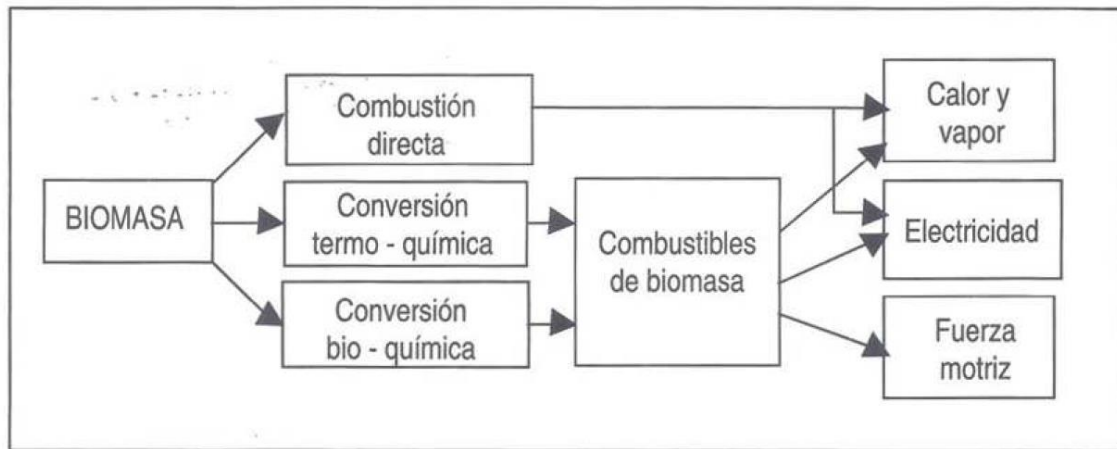 BIOMASA
Combustión
directa
Conversión
termo - química
Conversión
bio - química
Combustibles
de biomasa
Calor y
vapor
Electricidad
Fuerza
motriz